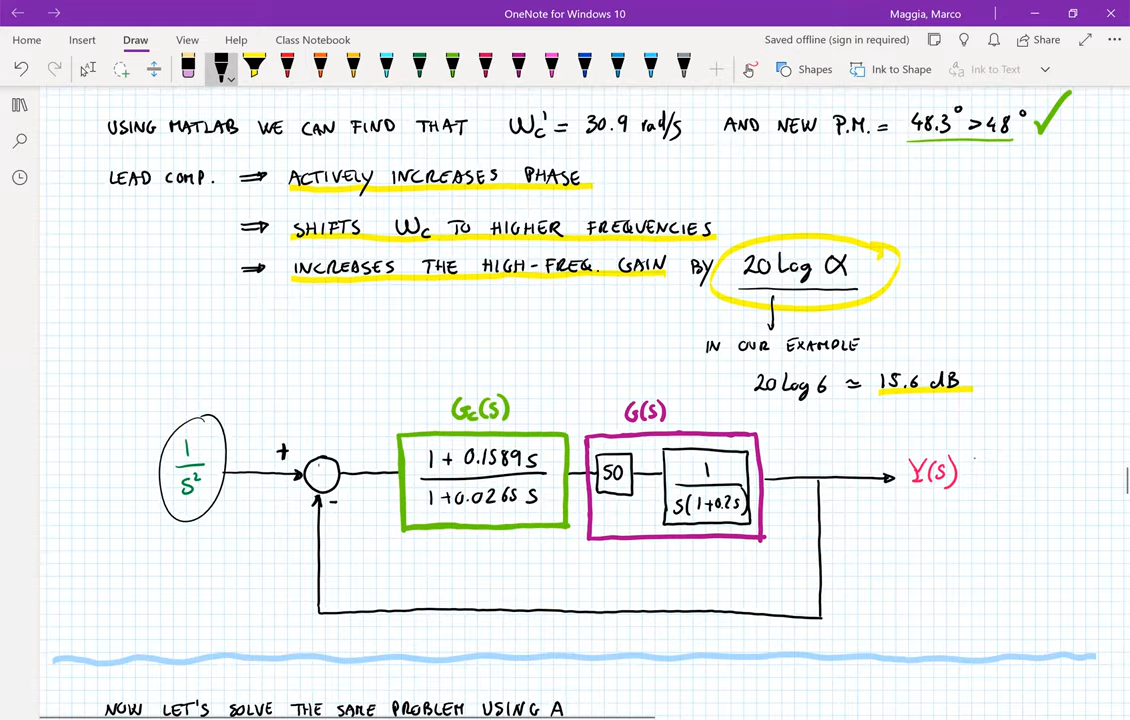 OneNote for Windows 10
Maggia, Marco
Home Insert Draw View Help Class Notebook
Saved offline (sign in required)
Share
Shapes
Ink to Shape
Ink to Text
USING MATLAB WE CAN FIND THAT ωc' = 30.9 rad/s AND NEW P.M. = 48.3° > 48° ✓
LEAD COMP. ⇒ ACTIVELY INCREASES PHASE
⇒ SHIFTS ωc TO HIGHER FREQUENCIES
⇒ INCREASES THE HIGH-FREQ. GAIN BY 20 Log α
IN OUR EXAMPLE
20 Log 6 ≃ 15.6 dB
Gc(s) G(s)
1/s²
+
-
1 + 0.1589 s
1 + 0.0265 s
50
1
s(1+0.2s)
Y(s)
NOW LET'S SOLVE THE SAME PROBLEM USING A